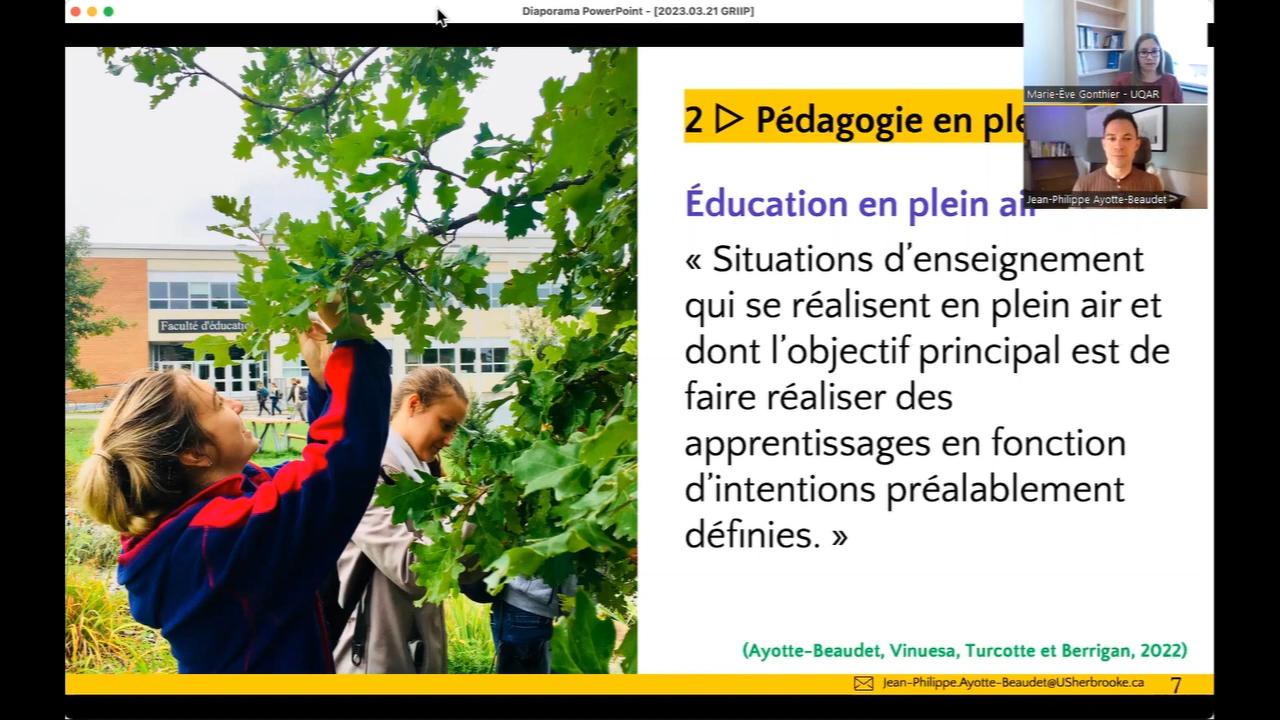 Diaporama PowerPoint - [2023.03.21 GRIIP]
Marie-Ève Gonthier - UQAR
2 ▷ Pédagogie en ple
Jean-Philippe Ayotte-Beaudet
Éducation en plein air
« Situations d'enseignement
qui se réalisent en plein air et
dont l'objectif principal est de
faire réaliser des
apprentissages en fonction
d'intentions préalablement
définies. »
Faculté d'éducatio
(Ayotte-Beaudet, Vinuesa, Turcotte et Berrigan, 2022)
Jean-Philippe.Ayotte-Beaudet@USherbrooke.ca 7